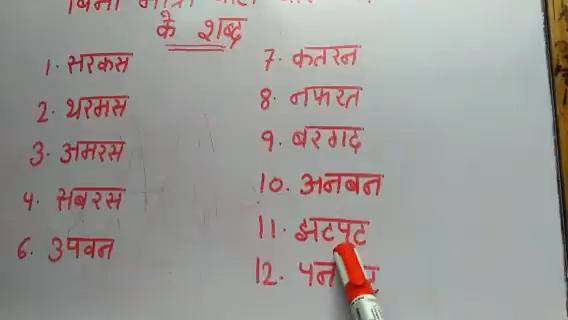 बिना मात्रा वाले
के शब्द
1. सरकस
2. थरमस
3. अमरस
4. सबरस
6. उपवन
7. कतरन
8. नफरत
9. बरगद
10. अनबन
11. झटपट
12.